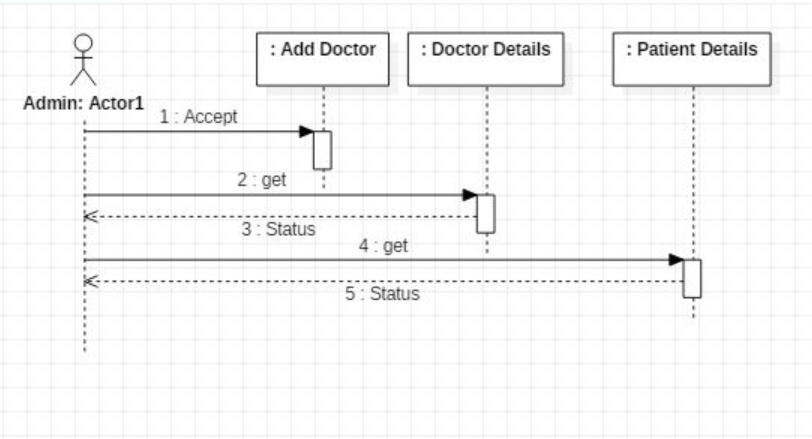 : Add Doctor
: Doctor Details
: Patient Details
Admin: Actor1
1 : Accept
2 : get
3 : Status
4 : get
5 : Status